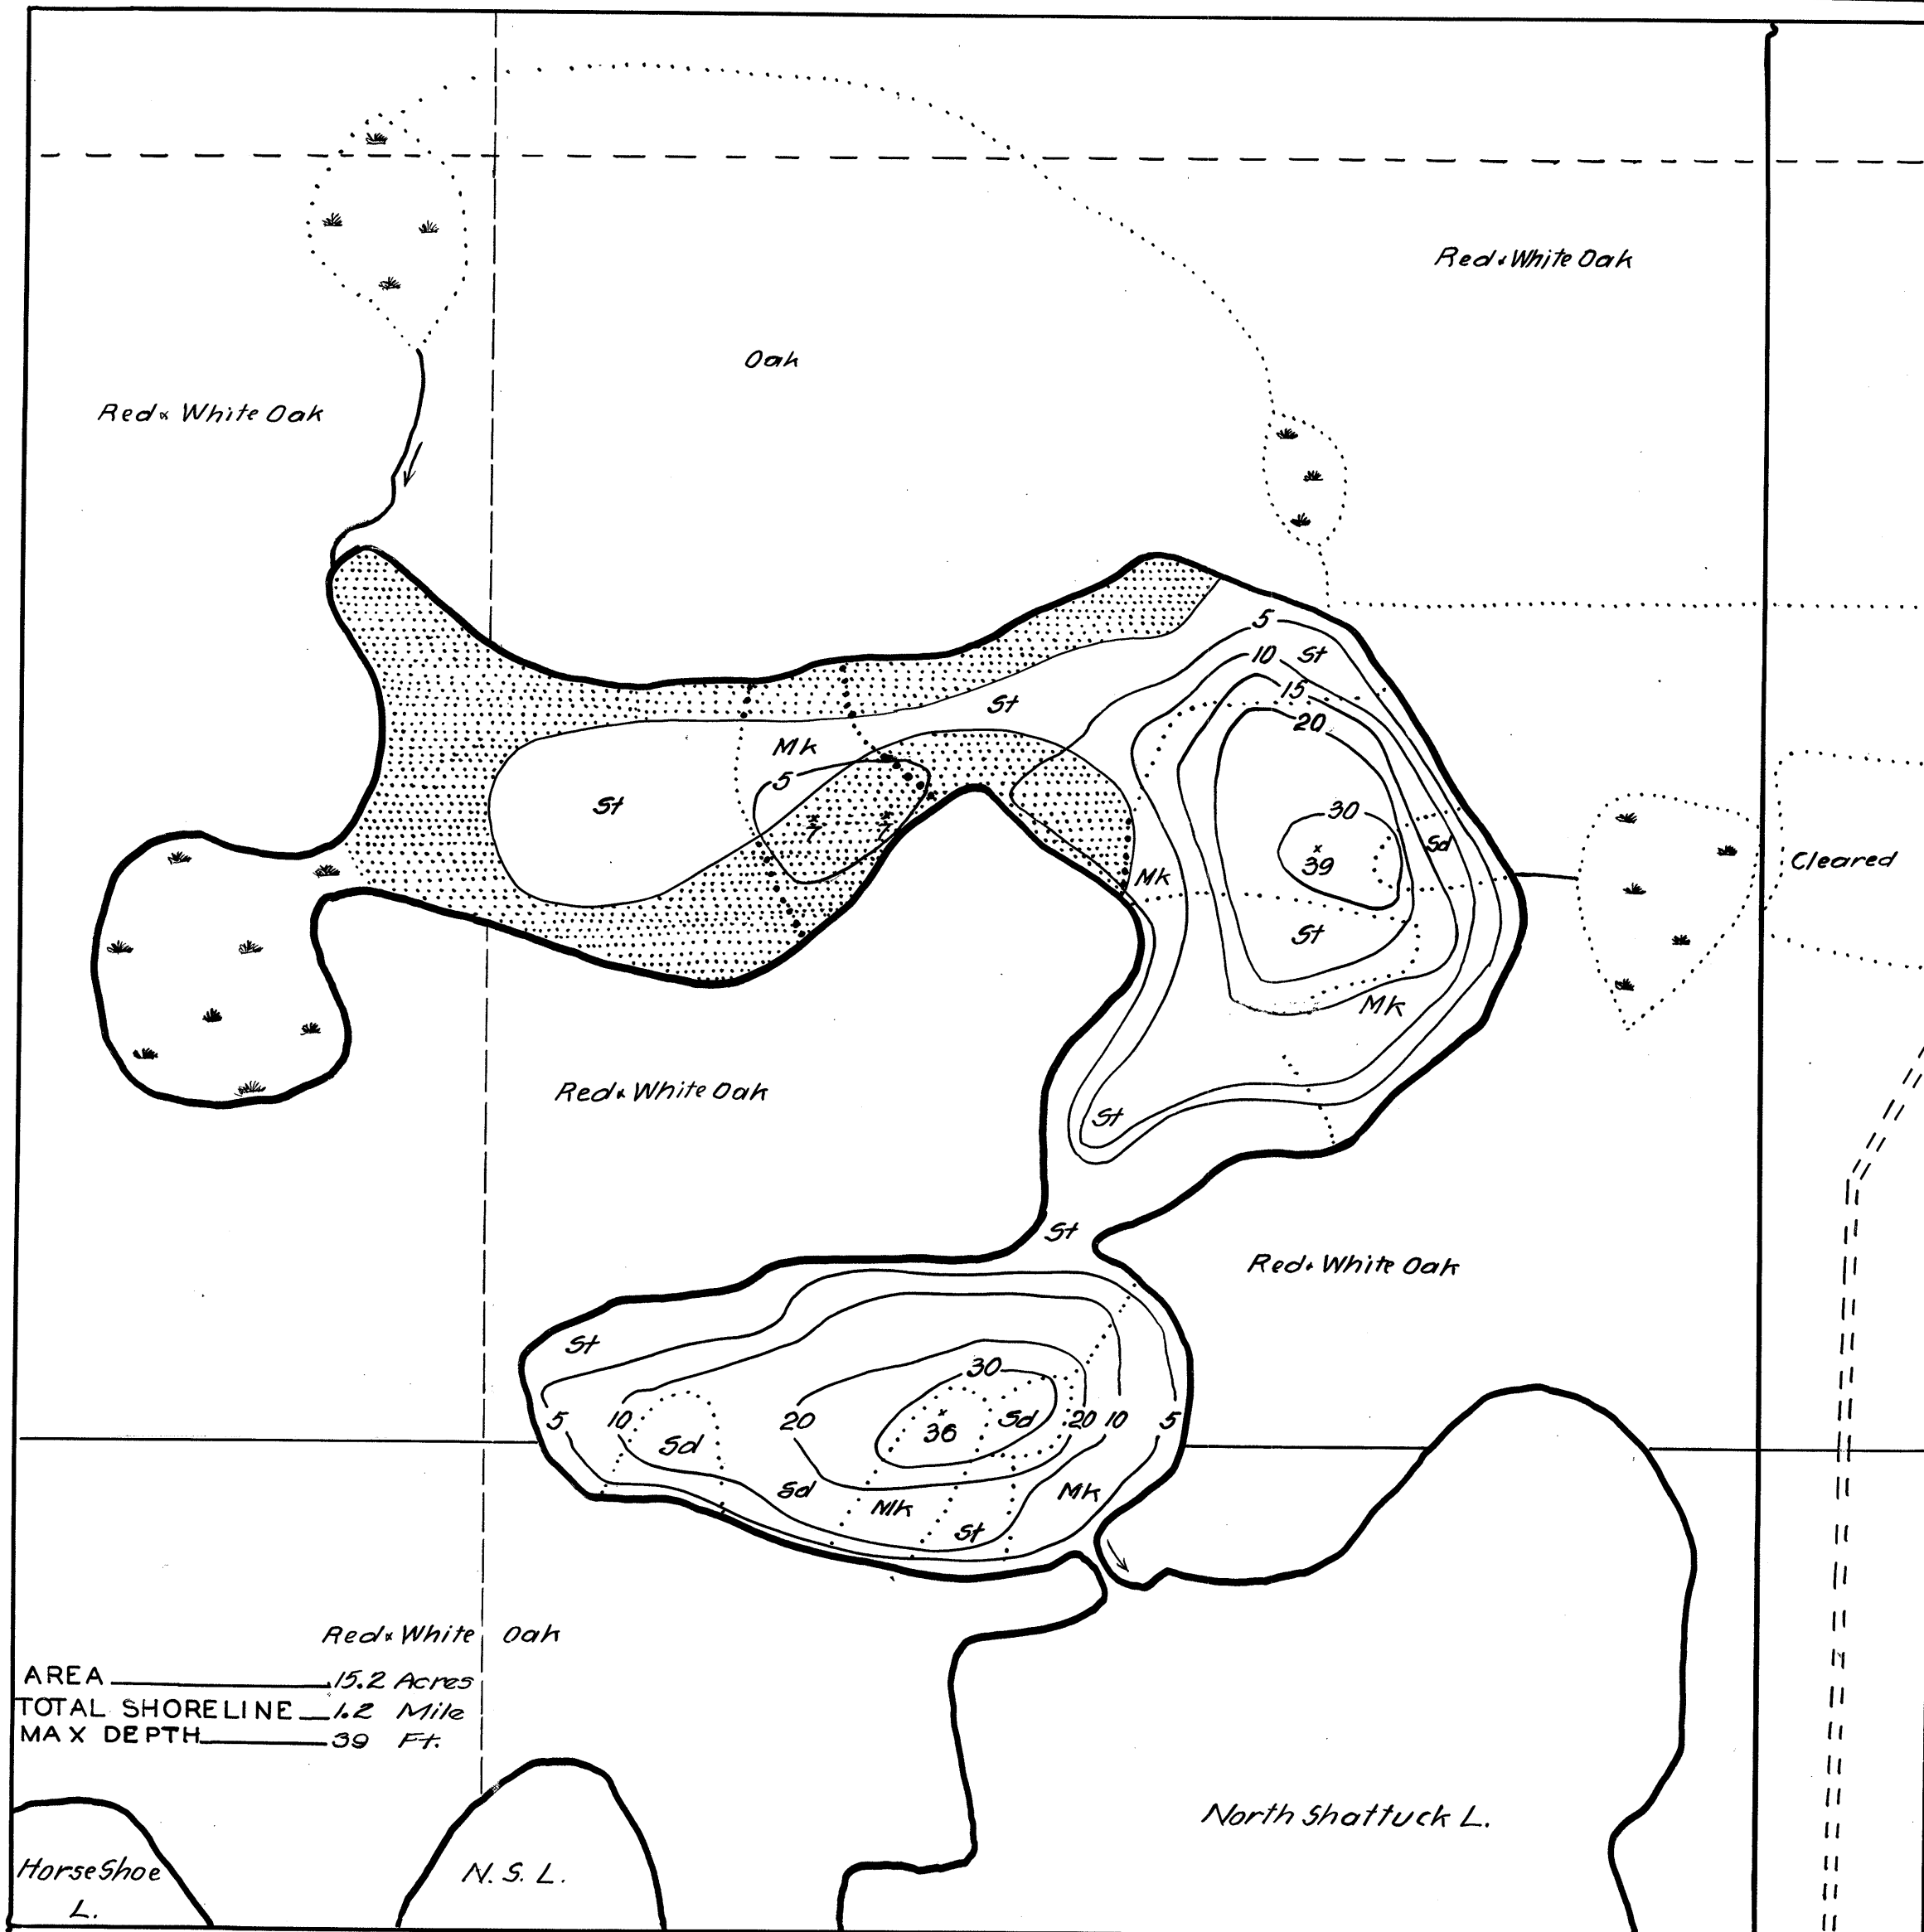 Red & White Oak
Oak
Red & White Oak
5
10
St
15
20
St
Mk
5
St
7
7
30
39
Sd
Cleared
Mk
St
Mk
Red & White Oak
St
St
Red & White Oak
St
30
5
10
20
36
Sd
20
10
5
Sd
Sd
Mk
Mk
St
Red & White Oak
AREA 15.2 Acres
TOTAL SHORELINE 1.2 Mile
MAX DEPTH 39 Ft.
North Shattuck L.
Horse Shoe
L.
N. S. L.